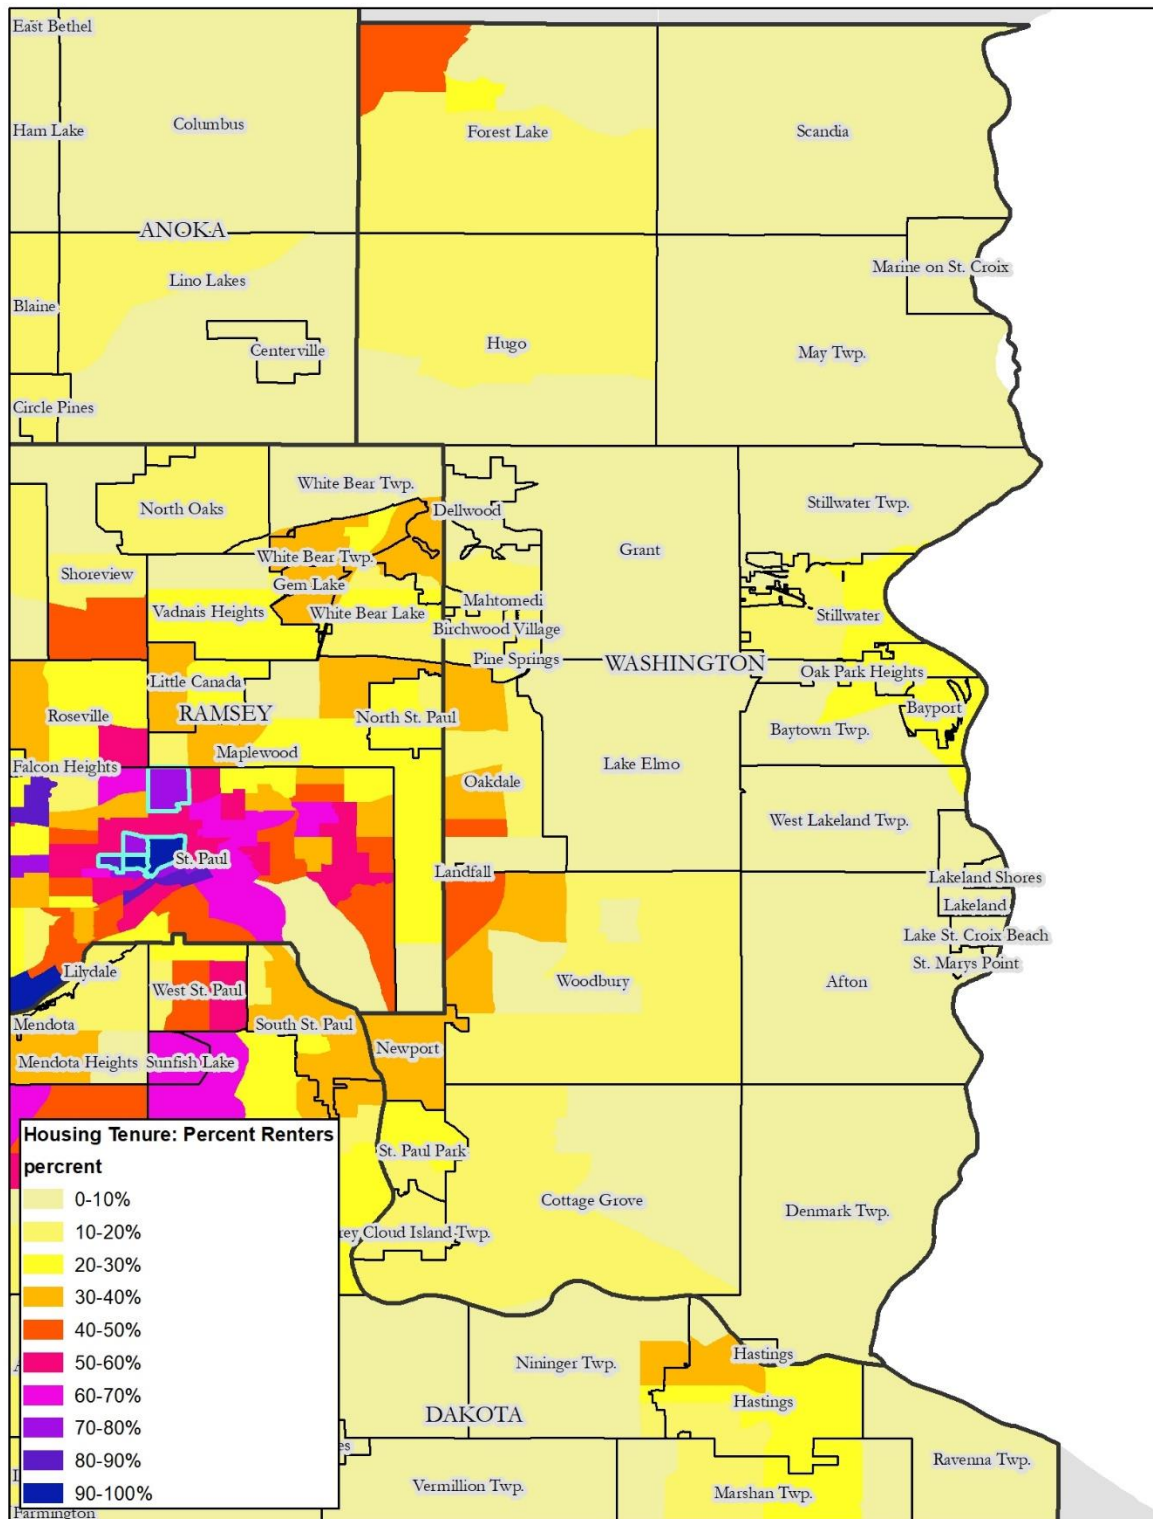 East Bethel
Ham Lake
Columbus
Forest Lake
Scandia
ANOKA
Marine on St. Croix
Lino Lakes
Blaine
Hugo
Centerville
May Twp.
Circle Pines
White Bear Twp.
North Oaks
Dellwood
Stillwater Twp.
Grant
White Bear Twp.
Shoreview
Gem Lake
Vadnais Heights
White Bear Lake
Mahtomedi
Stillwater
Birchwood Village
Pine Springs
WASHINGTON
Oak Park Heights
Little Canada
Bayport
Roseville
RAMSEY
North St. Paul
Baytown Twp.
Maplewood
Falcon Heights
Lake Elmo
Oakdale
West Lakeland Twp.
St. Paul
Landfall
Lakeland Shores
Lakeland
Lake St. Croix Beach
St. Marys Point
Lilydale
West St. Paul
Woodbury
Afton
Mendota
South St. Paul
Newport
Mendota Heights
Sunfish Lake
St. Paul Park
Cottage Grove
Denmark Twp.
rey Cloud Island Twp.
Housing Tenure: Percent Renters
percrent
0-10%
10-20%
20-30%
30-40%
40-50%
50-60%
60-70%
70-80%
80-90%
90-100%
Hastings
Nininger Twp.
Hastings
DAKOTA
es
Ravenna Twp.
Vermillion Twp.
Marshan Twp.
Farmington